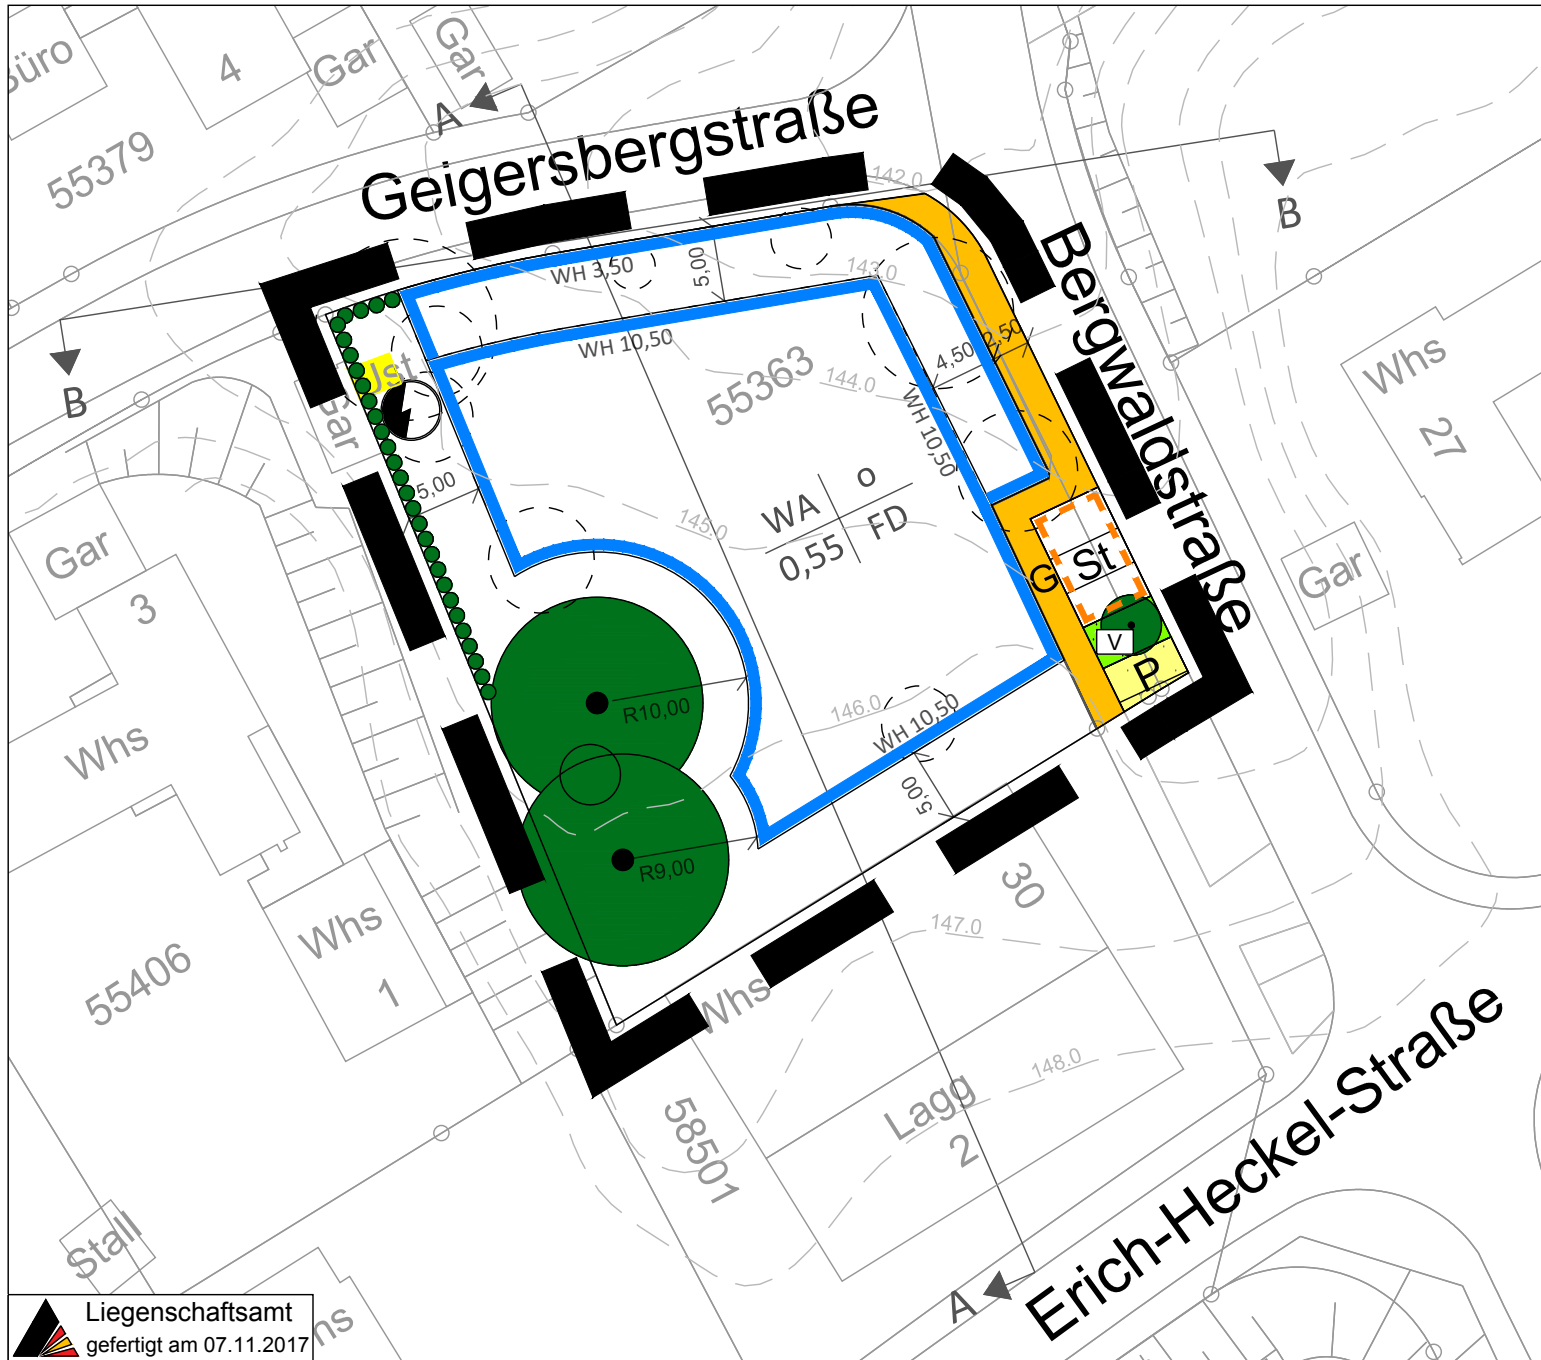 Büro
4
Gar
Gar
A
55379
Geigersbergstraße
142.0
B
Bergwaldstraße
WH 3,50
5,00
143.0
WH 10,50
4,50
2,50
Whs
27
B
Ust
Gar
55363
144.0
WH 10,50
5,00
145.0
WA
o
0,55
FD
G
St
Gar
Gar
3
V
P
R10,00
146.0
WH 10,50
Whs
5,00
R9,00
30
147.0
Whs
1
55406
Whs
148.0
Lagg
2
58501
Erich-Heckel-Straße
Stall
A
Liegenschaftsamt
gefertigt am 07.11.2017